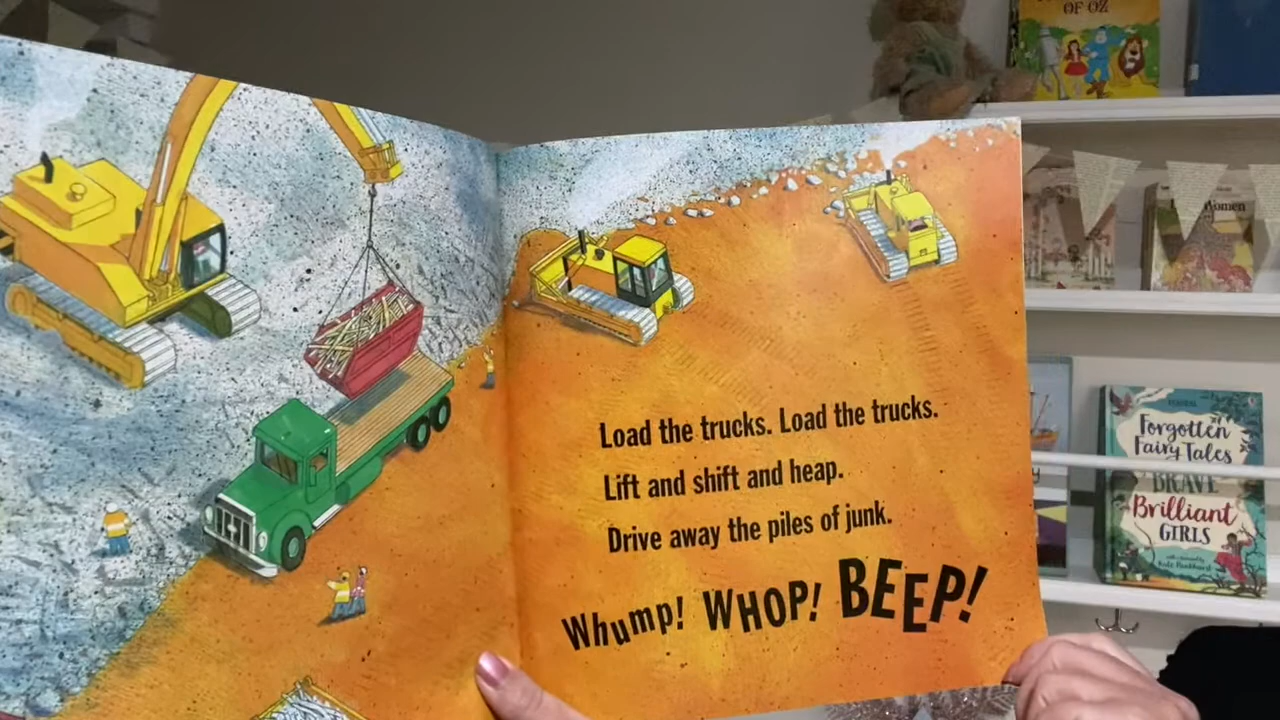 OF OZ
Women
Load the trucks. Load the trucks.
Lift and shift and heap.
Drive away the piles of junk.
Whump! WHOP! BEEP!
Forgotten
Fairy Tales
BRAVE
Brilliant
GIRLS